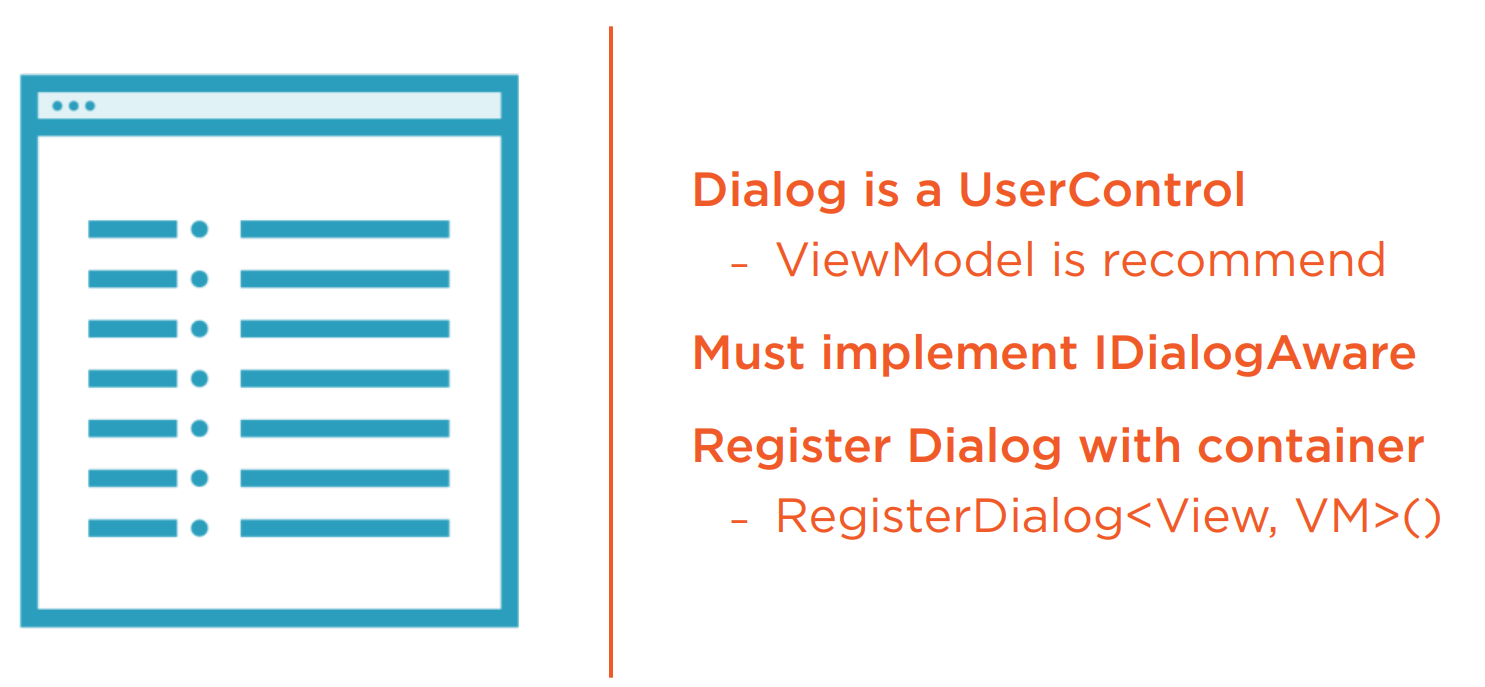 Dialog is a UserControl
- ViewModel is recommend
Must implement IDialogAware
Register Dialog with container
- RegisterDialog<View, VM>()